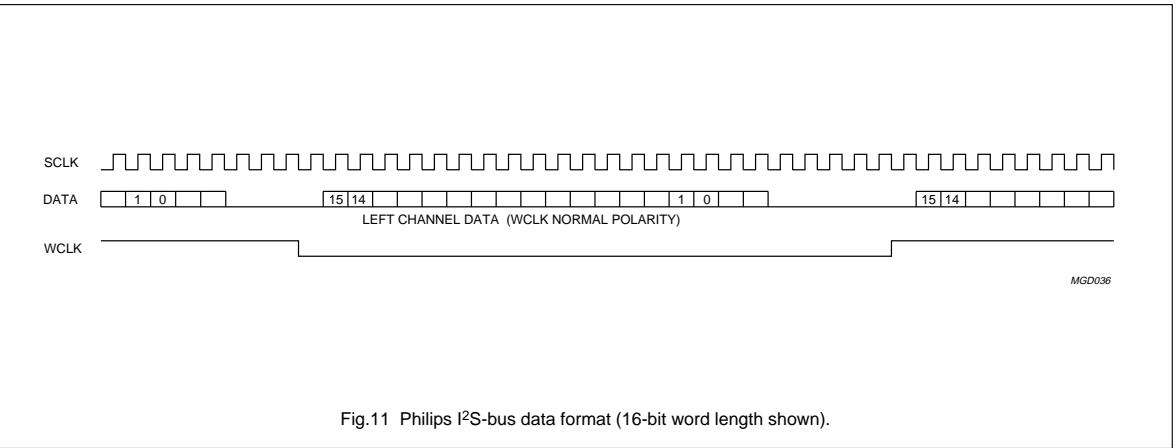 SCLK
DATA 1 0 15 14 1 0 15 14
LEFT CHANNEL DATA (WCLK NORMAL POLARITY)
WCLK
MGD036
Fig.11 Philips I²S-bus data format (16-bit word length shown).